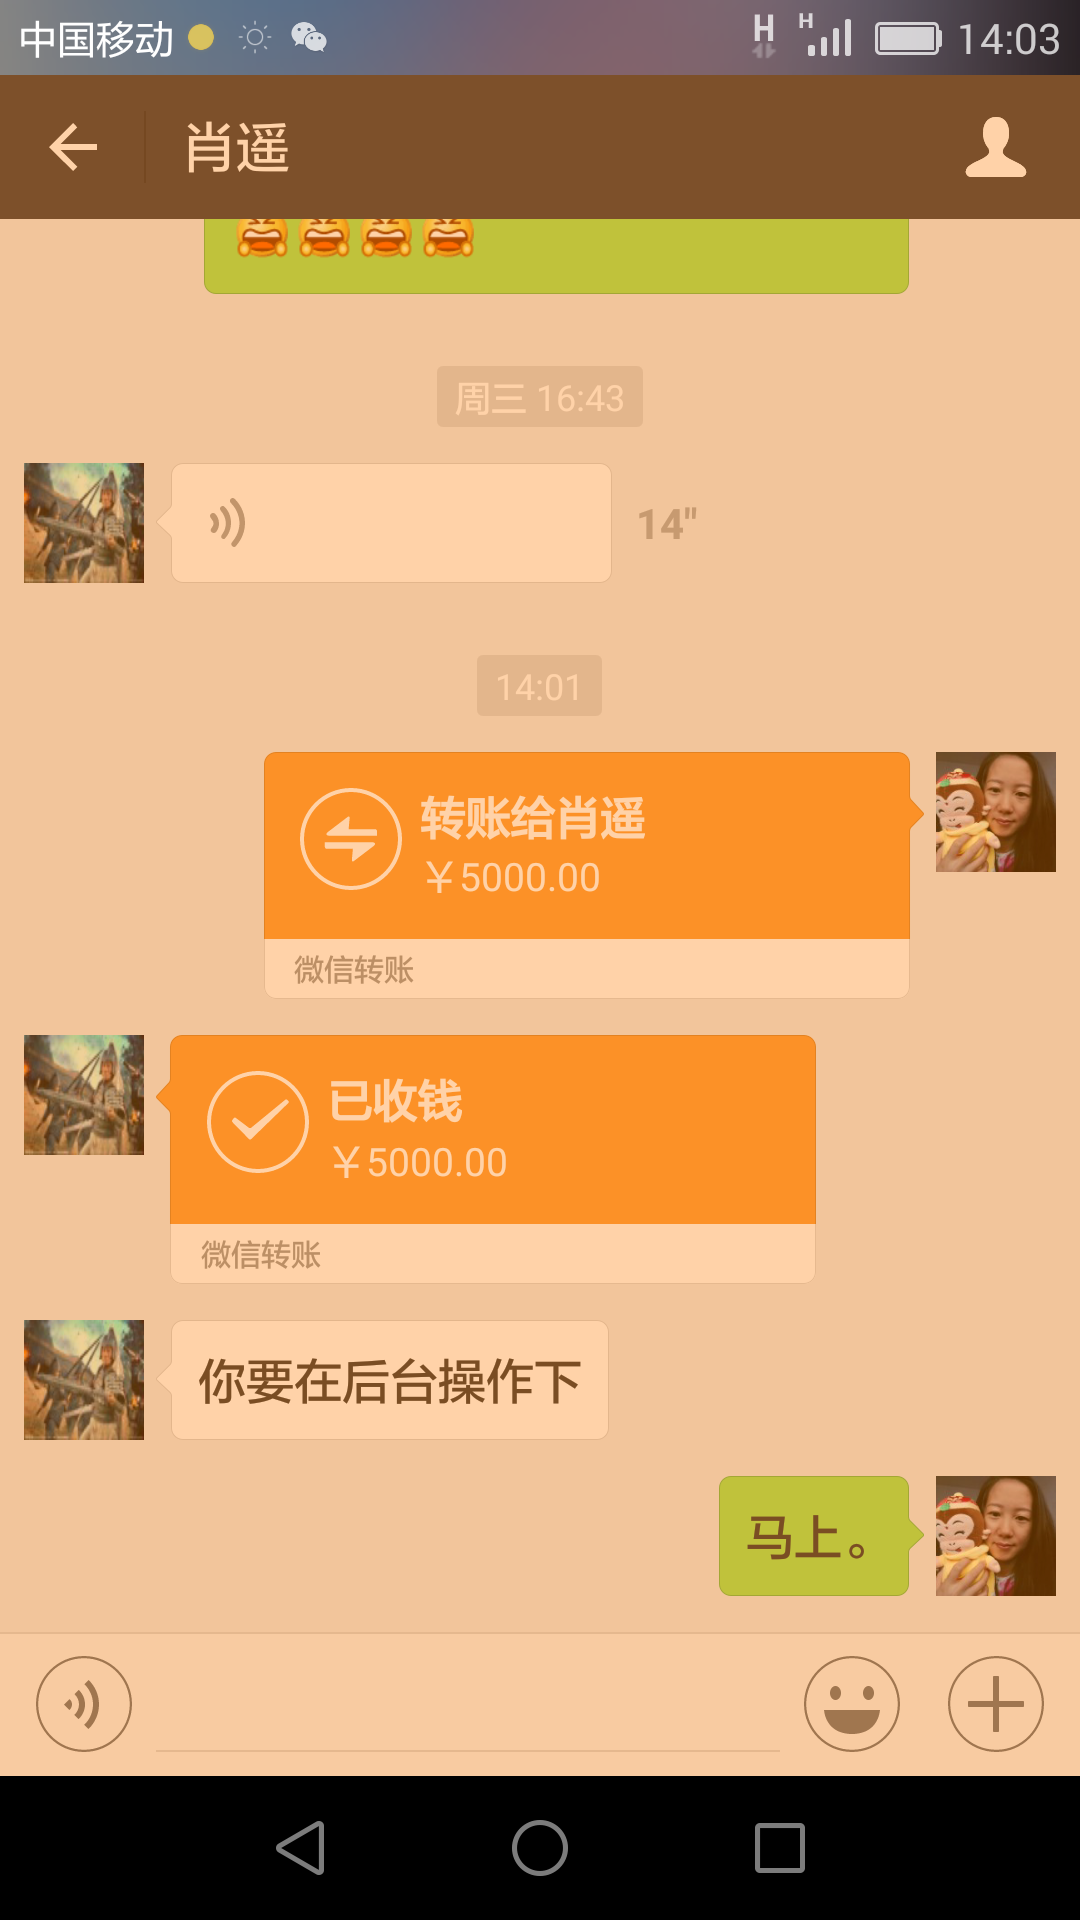 中国移动 H H 14:03
肖遥
周三 16:43
14"
14:01
转账给肖遥
￥5000.00
微信转账
已收钱
￥5000.00
微信转账
你要在后台操作下
马上。